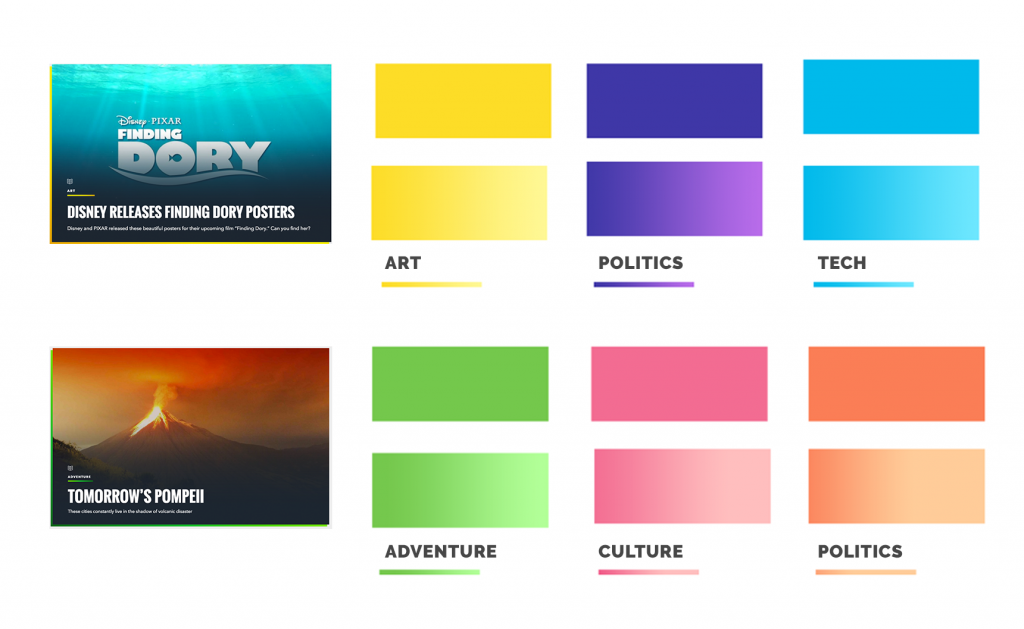 Disney · PIXAR
FINDING
DORY
ART
DISNEY RELEASES FINDING DORY POSTERS
Disney and PIXAR released these beautiful posters for their upcoming film "Finding Dory." Can you find her?
ART
POLITICS
TECH
ADVENTURE
TOMORROW'S POMPEII
These cities constantly live in the shadow of volcanic disaster
ADVENTURE
CULTURE
POLITICS